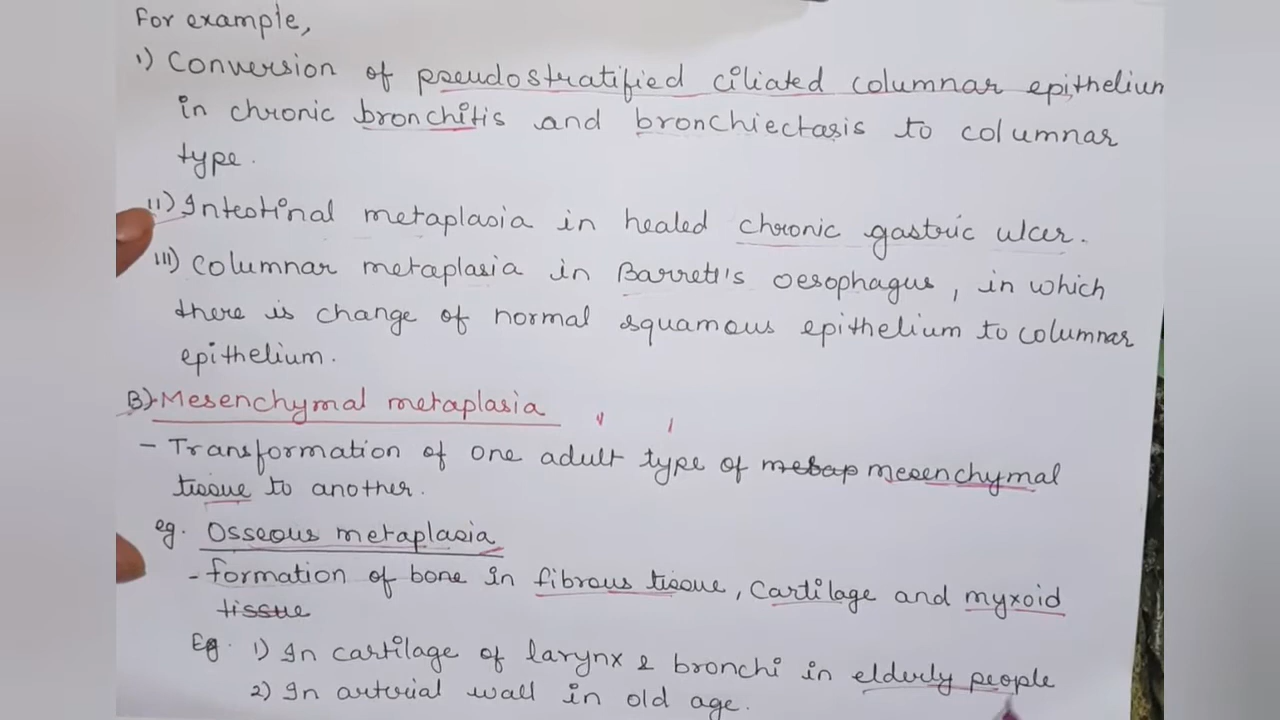 For example,
i) Conversion of pseudostratified ciliated columnar epithelium
in chronic bronchitis and bronchiectasis to columnar
type.
ii) Intestinal metaplasia in healed chronic gastric ulcer.
iii) Columnar metaplasia in Barrett's oesophagus, in which
there is change of normal squamous epithelium to columnar
epithelium.
B) Mesenchymal metaplasia
- Transformation of one adult type of metap mesenchymal
tissue to another.
eg. Osseous metaplasia
- formation of bone in fibrous tissue, cartilage and myxoid
tissue
Eg. 1) In cartilage of larynx & bronchi in elderly people
2) In arterial wall in old age.